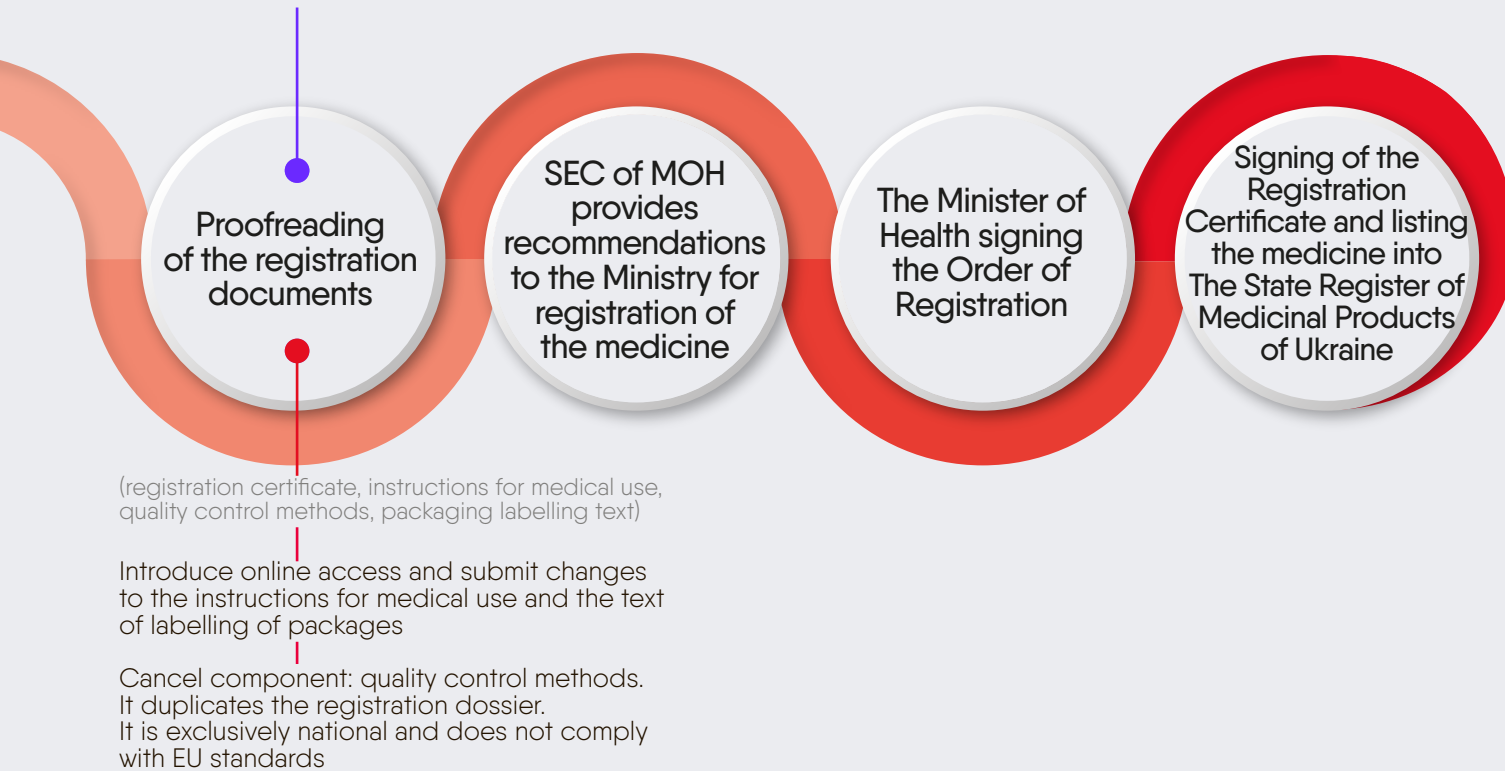 Proofreading
of the registration
documents
SEC of MOH
provides
recommendations
to the Ministry for
registration of
the medicine
The Minister of
Health signing
the Order of
Registration
Signing of the
Registration
Certificate and listing
the medicine into
The State Register of
Medicinal Products
of Ukraine
(registration certificate, instructions for medical use,
quality control methods, packaging labelling text)
Introduce online access and submit changes
to the instructions for medical use and the text
of labelling of packages
Cancel component: quality control methods.
It duplicates the registration dossier.
It is exclusively national and does not comply
with EU standards